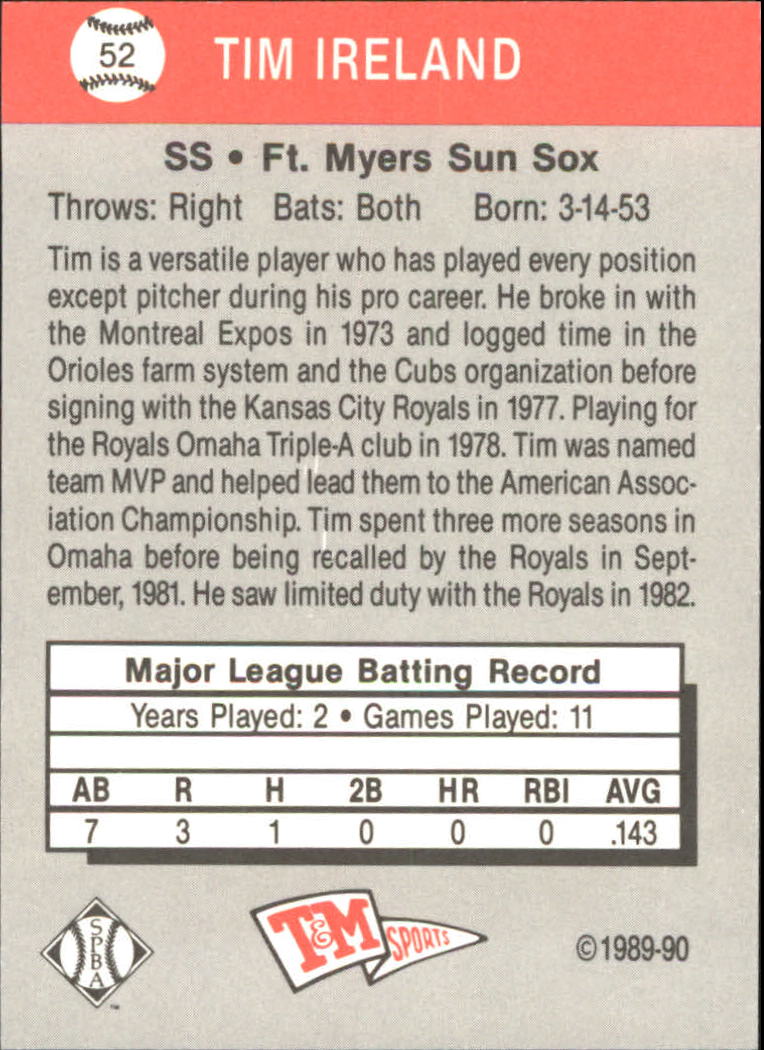 52
TIM IRELAND
SS • Ft. Myers Sun Sox
Throws: Right Bats: Both Born: 3-14-53
Tim is a versatile player who has played every position
except pitcher during his pro career. He broke in with
the Montreal Expos in 1973 and logged time in the
Orioles farm system and the Cubs organization before
signing with the Kansas City Royals in 1977. Playing for
the Royals Omaha Triple-A club in 1978. Tim was named
team MVP and helped lead them to the American Assoc-
iation Championship. Tim spent three more seasons in
Omaha before being recalled by the Royals in Sept-
ember, 1981. He saw limited duty with the Royals in 1982.
Major League Batting Record
Years Played: 2 • Games Played: 11
AB R H 2B HR RBI AVG
7 3 1 0 0 0 .143
SPBA
™
T&M SPORTS
©1989-90